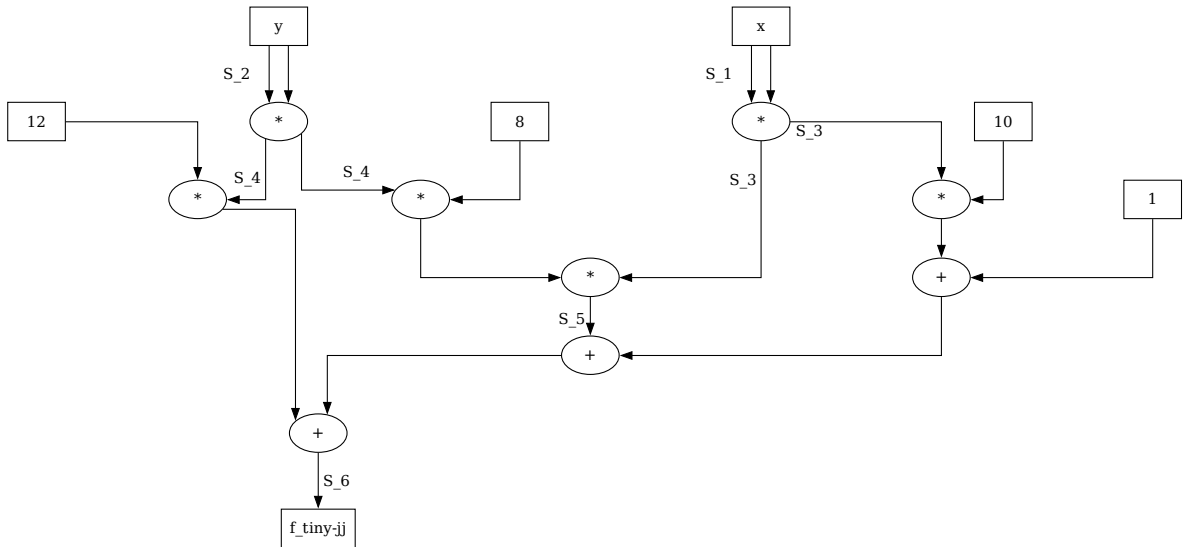 y
x
S_2
S_1
12
*
8
*
S_3
10
S_4
S_4
S_3
*
*
*
1
*
+
S_5
+
+
S_6
f_tiny-jj